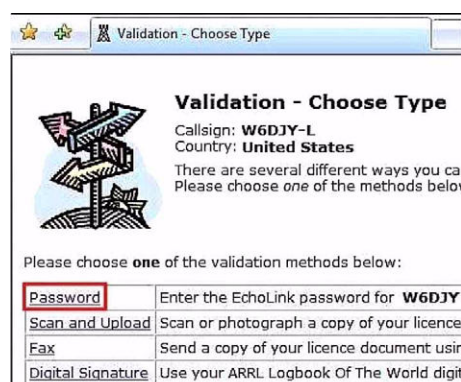 Validation - Choose Type
Validation - Choose Type
Callsign: W6DJY-L
Country: United States
There are several different ways you ca
Please choose one of the methods below
Please choose one of the validation methods below:
Password Enter the EchoLink password for W6DJY
Scan and Upload Scan or photograph a copy of your licence
Fax Send a copy of your licence document usin
Digital Signature Use your ARRL Logbook Of The World digit